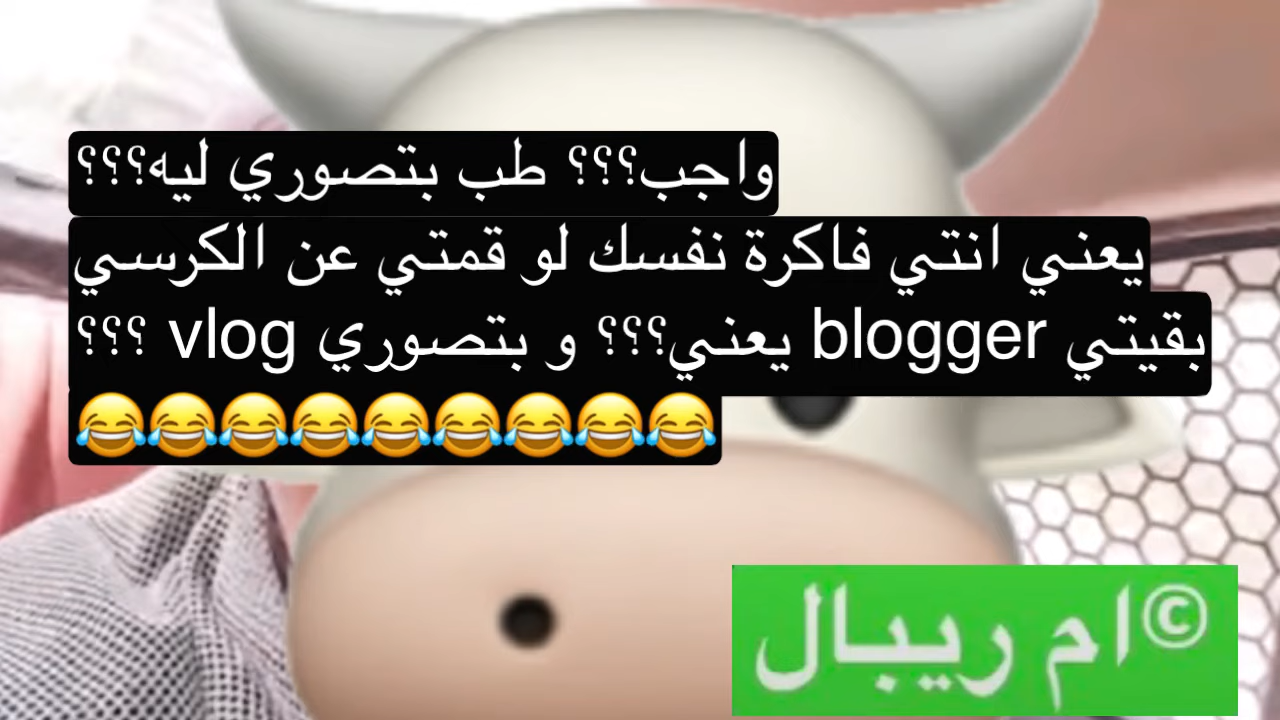 واجب؟؟؟ طب بتصوري ليه؟؟؟
يعني انتي فاكرة نفسك لو قمتي عن الكرسي
بقيتي blogger يعني؟؟؟ و بتصوري vlog ؟؟؟
😂😂😂😂😂😂😂😂😂
©ام ريبال